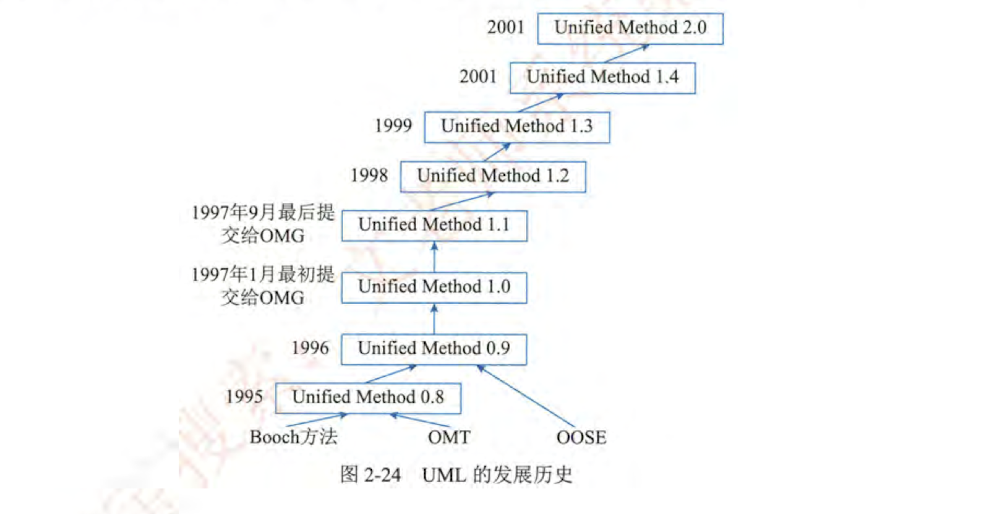 2001 Unified Method 2.0
2001 Unified Method 1.4
1999 Unified Method 1.3
1998 Unified Method 1.2
1997年9月最后提
交给OMG
Unified Method 1.1
1997年1月最初提
交给OMG
Unified Method 1.0
1996 Unified Method 0.9
1995 Unified Method 0.8
Booch方法 OMT OOSE
图 2-24 UML 的发展历史